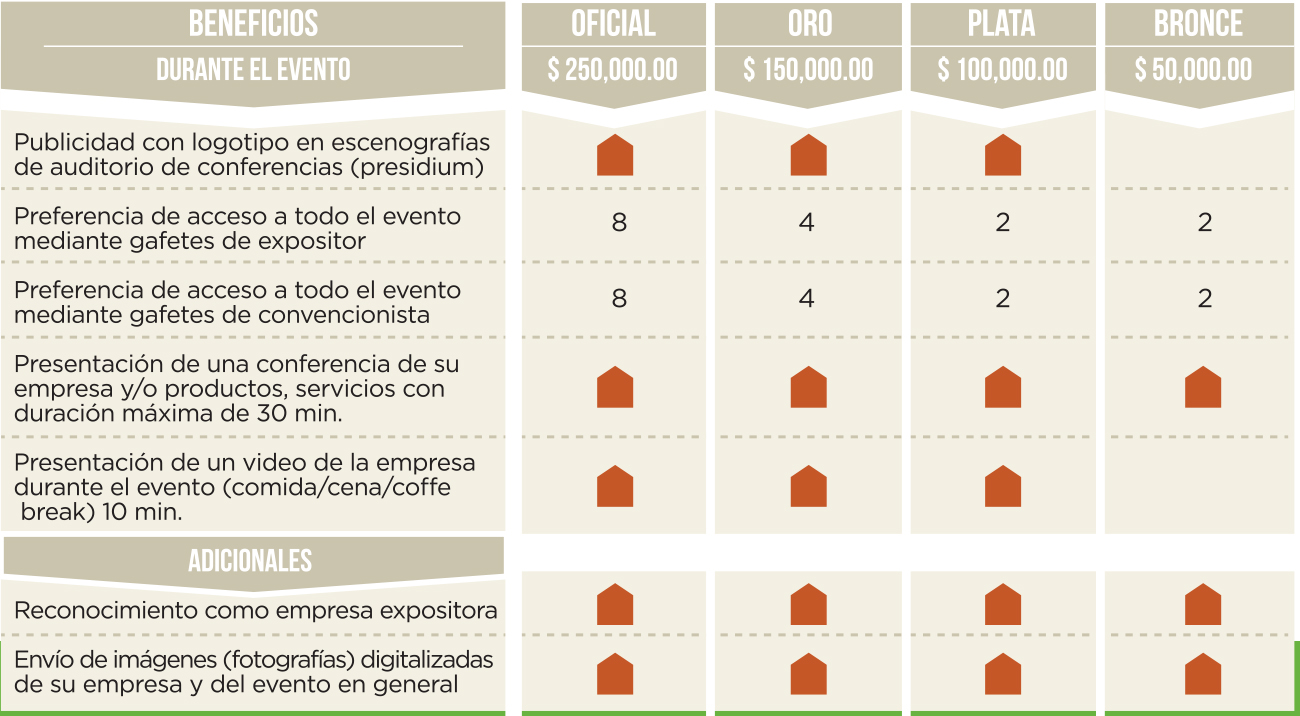 BENEFICIOS
DURANTE EL EVENTO
OFICIAL
$ 250,000.00
ORO
$ 150,000.00
PLATA
$ 100,000.00
BRONCE
$ 50,000.00
Publicidad con logotipo en escenografías
de auditorio de conferencias (presidium)
Preferencia de acceso a todo el evento
mediante gafetes de expositor
8
4
2
2
Preferencia de acceso a todo el evento
mediante gafetes de convencionista
8
4
2
2
Presentación de una conferencia de su
empresa y/o productos, servicios con
duración máxima de 30 min.
Presentación de un video de la empresa
durante el evento (comida/cena/coffe
break) 10 min.
ADICIONALES
Reconocimiento como empresa expositora
Envío de imágenes (fotografías) digitalizadas
de su empresa y del evento en general